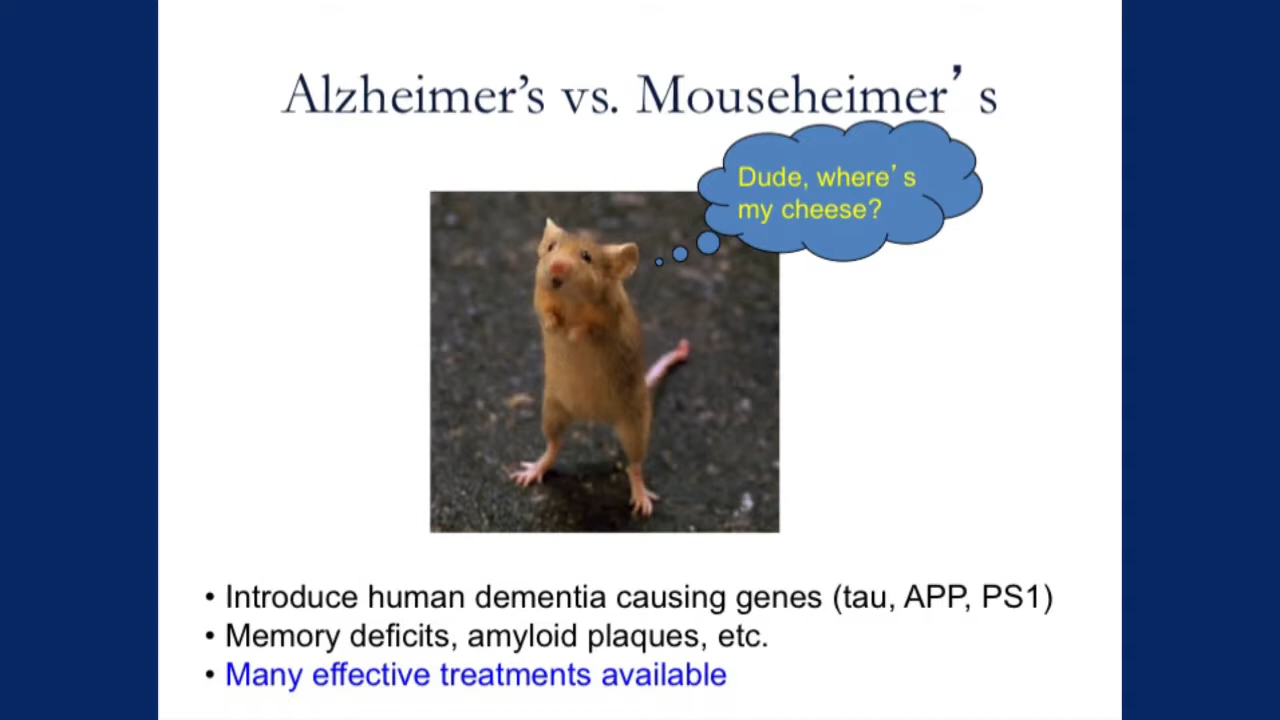 Alzheimer’s vs. Mouseheimer’s
Dude, where’s
my cheese?
• Introduce human dementia causing genes (tau, APP, PS1)
• Memory deficits, amyloid plaques, etc.
• Many effective treatments available